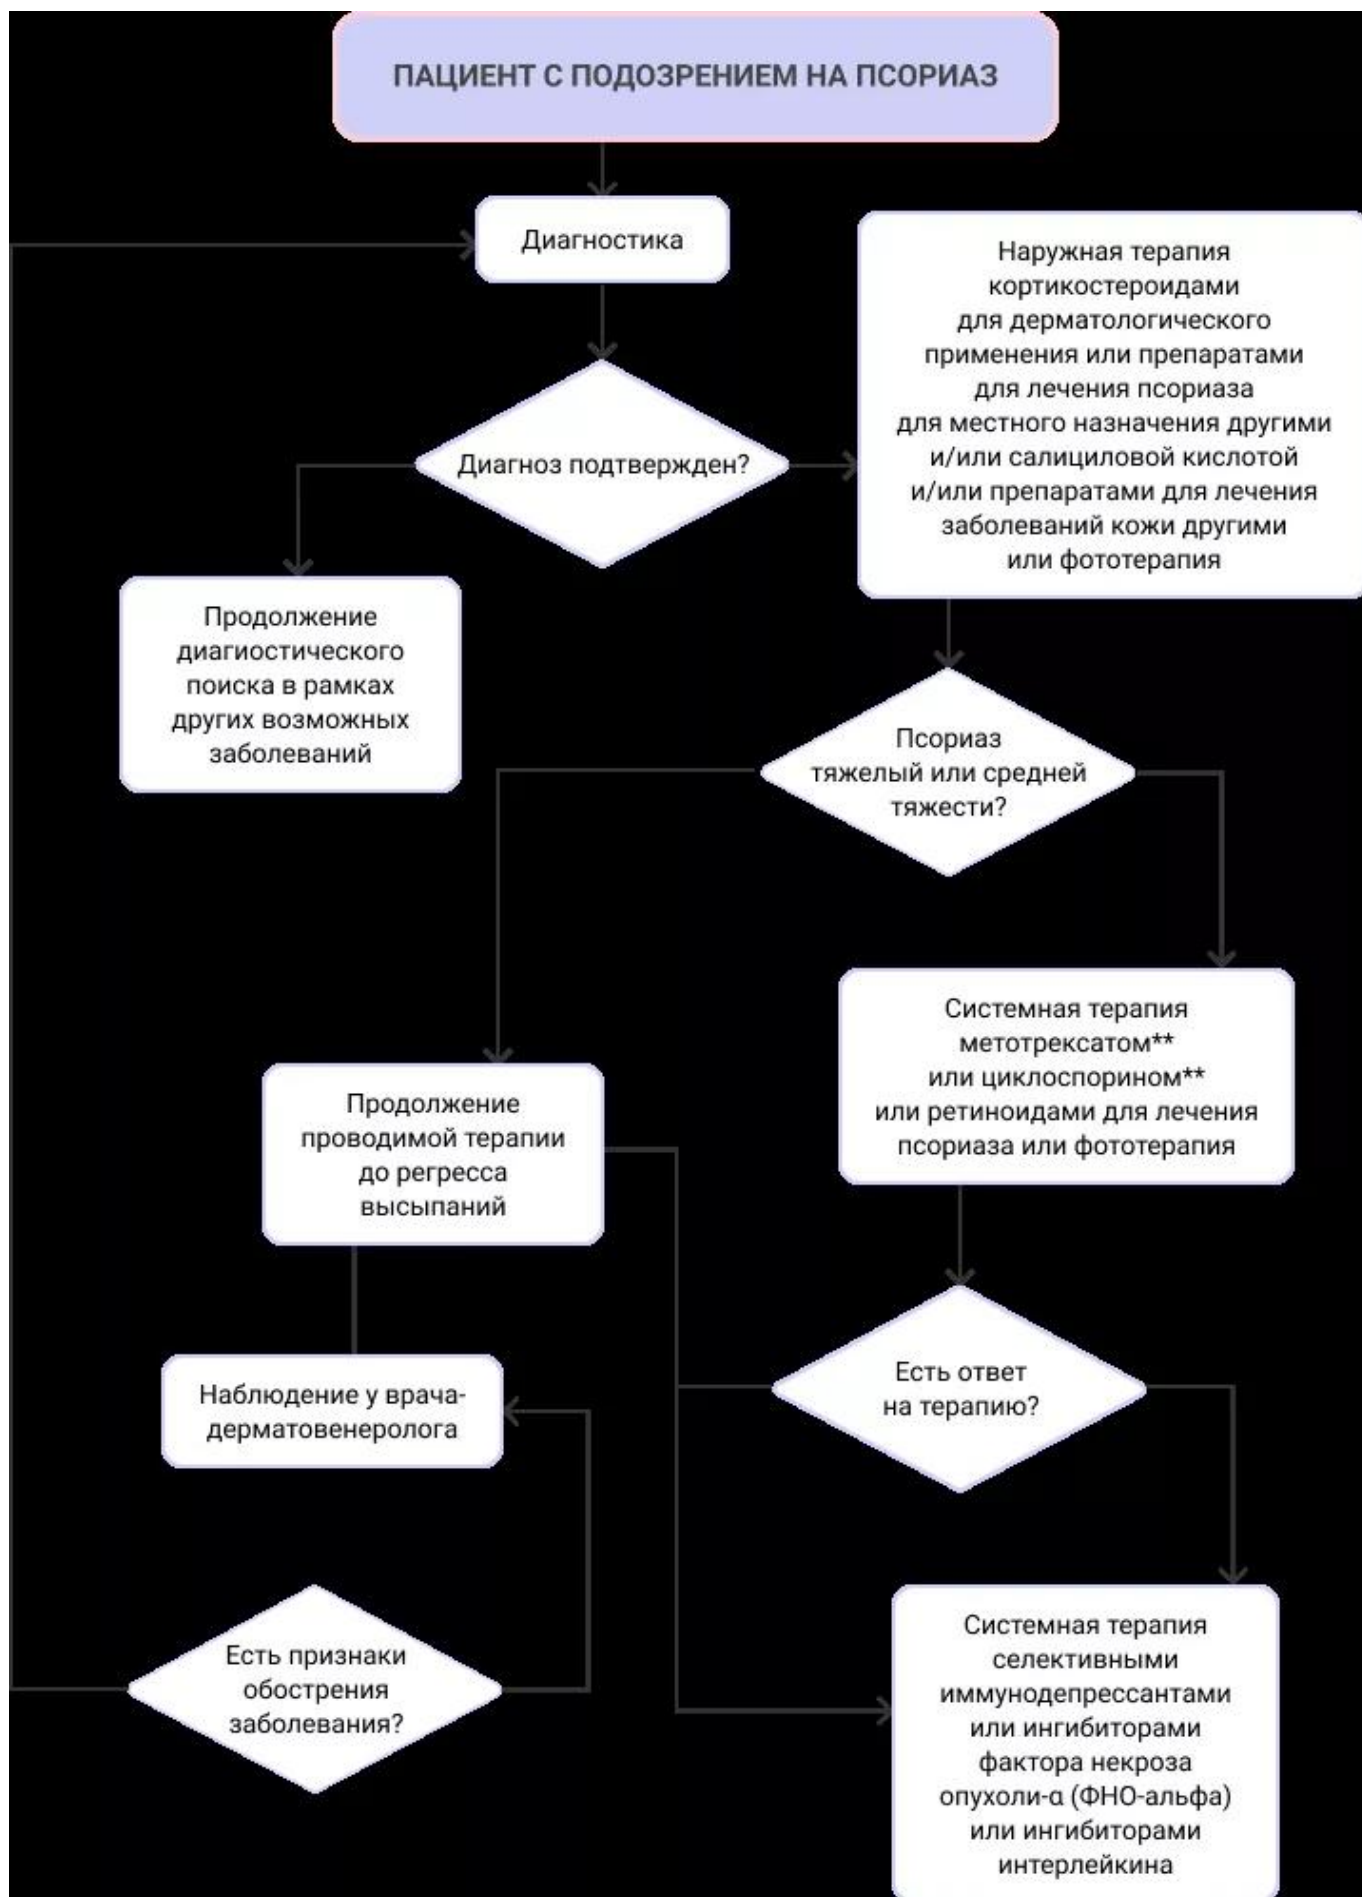 ПАЦИЕНТ С ПОДОЗРЕНИЕМ НА ПСОРИАЗ
Диагностика
Наружная терапия
кортикостероидами
для дерматологического
применения или препаратами
для лечения псориаза
для местного назначения другими
и/или салициловой кислотой
и/или препаратами для лечения
заболеваний кожи другими
или фототерапия
Диагноз подтвержден?
Продолжение
диагиостического
поиска в рамках
других возможных
заболеваний
Псориаз
тяжелый или средней
тяжести?
Системная терапия
метотрексатом**
или циклоспорином**
или ретиноидами для лечения
псориаза или фототерапия
Продолжение
проводимой терапии
до регресса
высыпаний
Наблюдение у врача-
дерматовенеролога
Есть ответ
на терапию?
Есть признаки
обострения
заболевания?
Системная терапия
селективными
иммунодепрессантами
или ингибиторами
фактора некроза
опухоли-α (ФНО-альфа)
или ингибиторами
интерлейкина